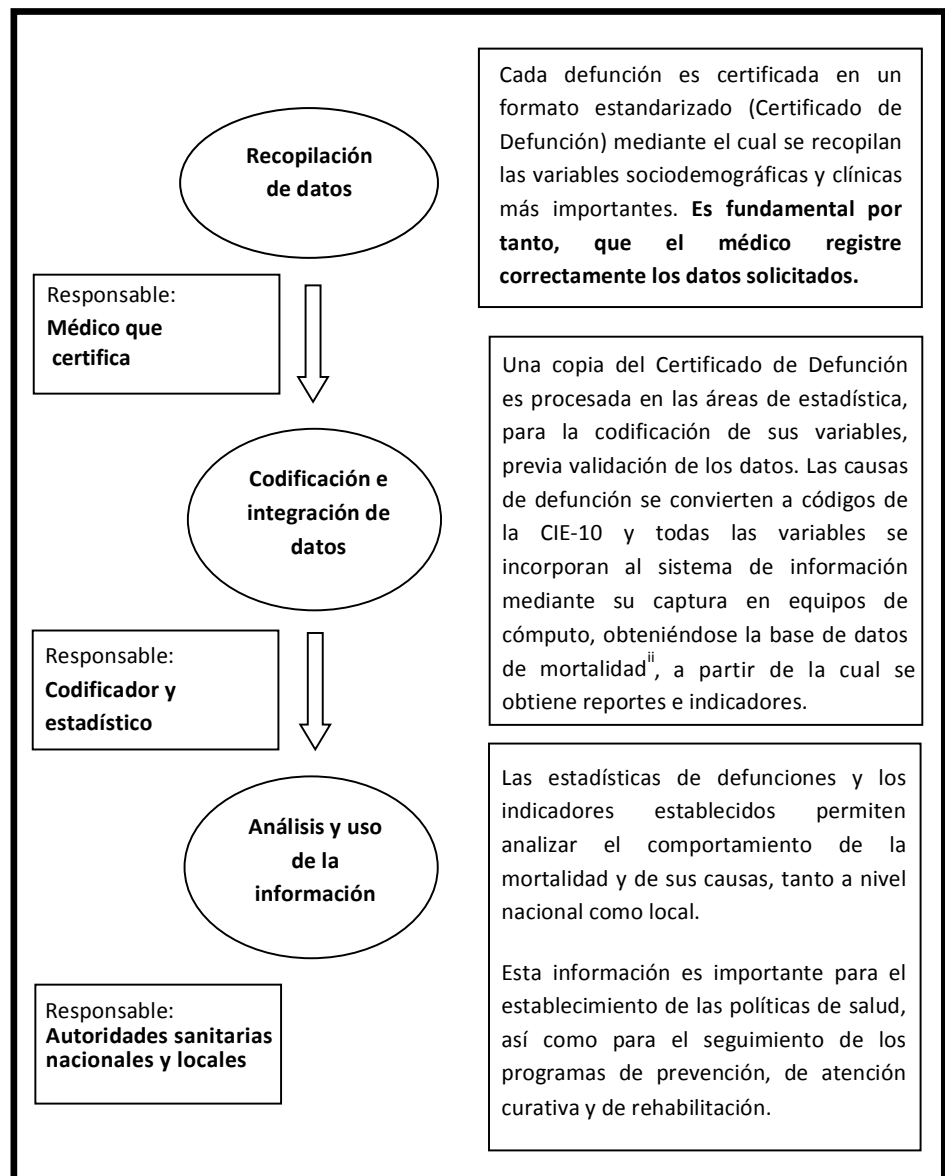 Recopilación
de datos
Cada defunción es certificada en un
formato estandarizado (Certificado de
Defunción) mediante el cual se recopilan
las variables sociodemográficas y clínicas
más importantes. Es fundamental por
tanto, que el médico registre
correctamente los datos solicitados.
Responsable:
Médico que
certifica
Codificación e
integración de
datos
Una copia del Certificado de Defunción
es procesada en las áreas de estadística,
para la codificación de sus variables,
previa validación de los datos. Las causas
de defunción se convierten a códigos de
la CIE-10 y todas las variables se
incorporan al sistema de información
mediante su captura en equipos de
cómputo, obteniéndose la base de datos
de mortalidadii, a partir de la cual se
obtiene reportes e indicadores.
Responsable:
Codificador y
estadístico
Análisis y uso
de la
información
Las estadísticas de defunciones y los
indicadores establecidos permiten
analizar el comportamiento de la
mortalidad y de sus causas, tanto a nivel
nacional como local.
Esta información es importante para el
establecimiento de las políticas de salud,
así como para el seguimiento de los
programas de prevención, de atención
curativa y de rehabilitación.
Responsable:
Autoridades sanitarias
nacionales y locales